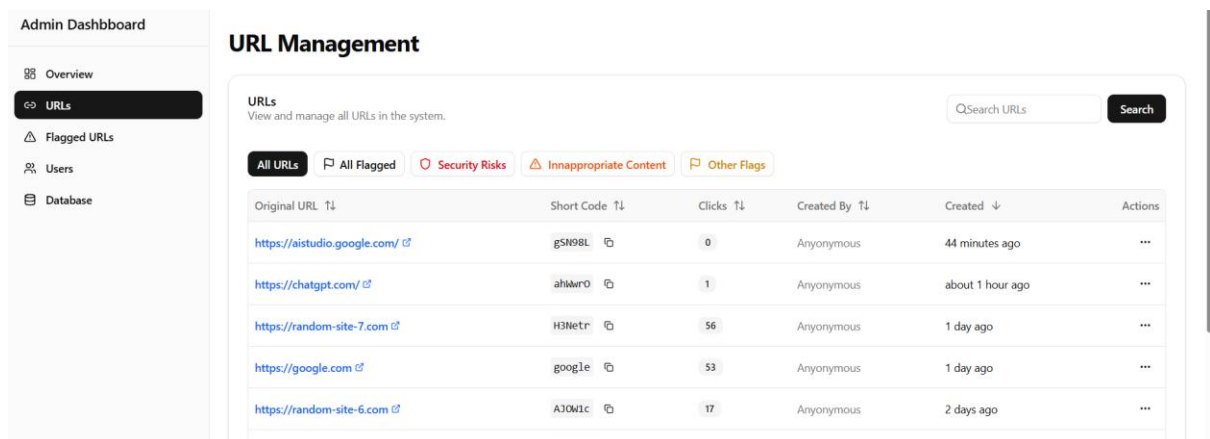 Admin Dashbboard
Overview
URLs
Flagged URLs
Users
Database
URL Management
URLs
View and manage all URLs in the system.
Search URLs
Search
All URLs All Flagged Security Risks Innappropriate Content Other Flags
Original URL Short Code Clicks Created By Created Actions
https://aistudio.google.com/ gSN98L 0 Anyonymous 44 minutes ago
https://chatgpt.com/ ahWwrO 1 Anyonymous about 1 hour ago
https://random-site-7.com H3Netr 56 Anyonymous 1 day ago
https://google.com google 53 Anyonymous 1 day ago
https://random-site-6.com AJOW1c 17 Anyonymous 2 days ago